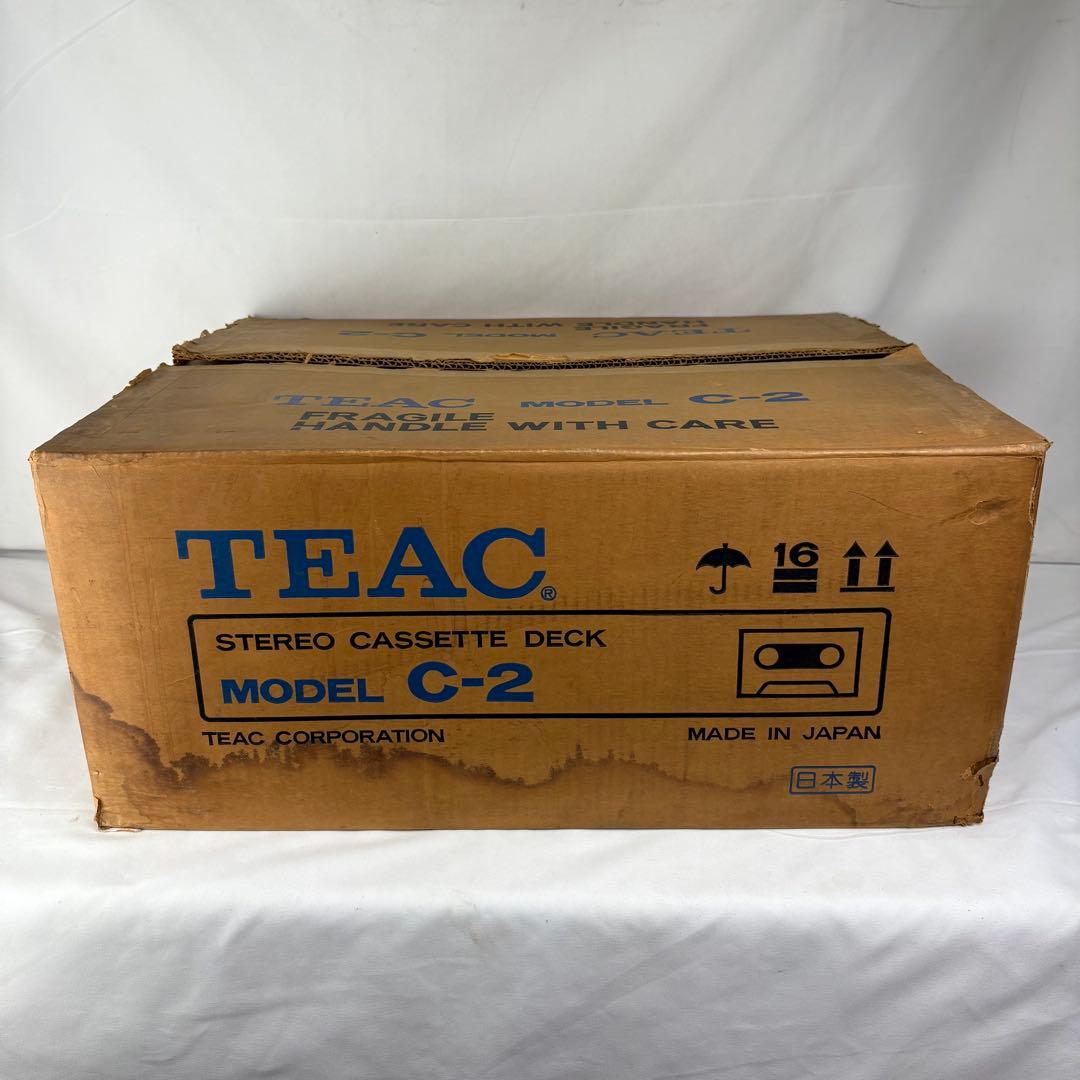 TEAC MODEL C-2
FRAGILE
HANDLE WITH CARE
TEAC MODEL C-2
FRAGILE
HANDLE WITH CARE
TEAC®
16
STEREO CASSETTE DECK
MODEL C-2
TEAC CORPORATION
MADE IN JAPAN
日本製